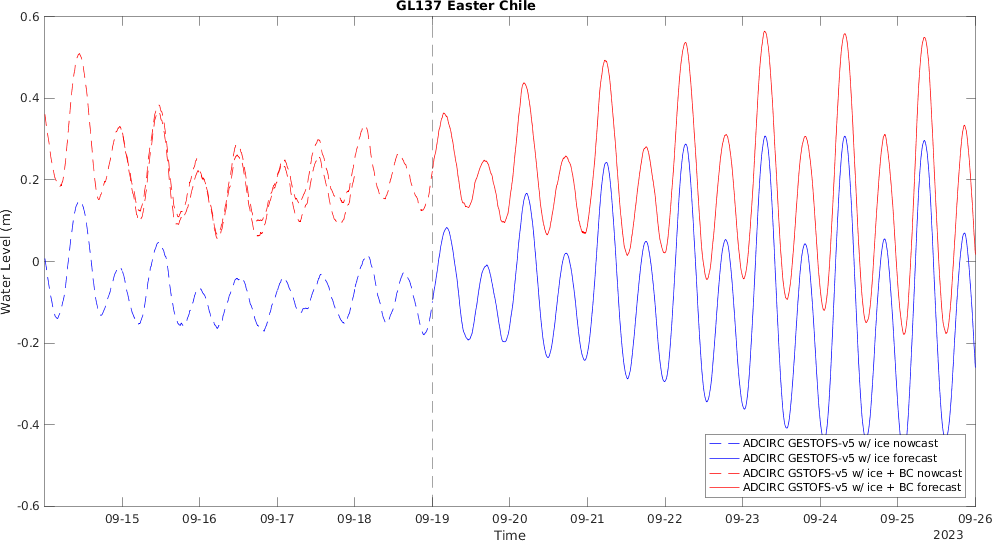 GL137 Easter Chile
0.6
0.4
0.2
0
-0.2
-0.4
-0.6
Water Level (m)
ADCIRC GESTOFS-v5 w/ ice nowcast
ADCIRC GESTOFS-v5 w/ ice forecast
ADCIRC GSTOFS-v5 w/ ice + BC nowcast
ADCIRC GSTOFS-v5 w/ ice + BC forecast
09-15 09-16 09-17 09-18 09-19 09-20 09-21 09-22 09-23 09-24 09-25 09-26
Time
2023